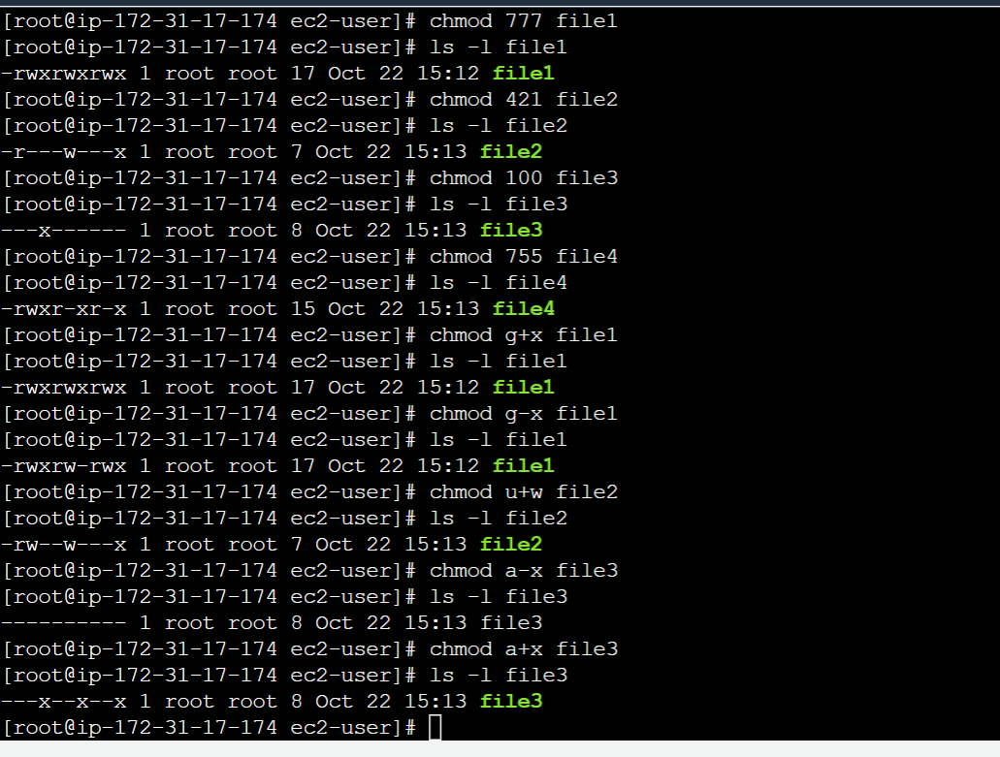 [root@ip-172-31-17-174 ec2-user]# chmod 777 file1
[root@ip-172-31-17-174 ec2-user]# ls -l file1
-rwxrwxrwx 1 root root 17 Oct 22 15:12 file1
[root@ip-172-31-17-174 ec2-user]# chmod 421 file2
[root@ip-172-31-17-174 ec2-user]# ls -l file2
-r---w---x 1 root root 7 Oct 22 15:13 file2
[root@ip-172-31-17-174 ec2-user]# chmod 100 file3
[root@ip-172-31-17-174 ec2-user]# ls -l file3
---x------ 1 root root 8 Oct 22 15:13 file3
[root@ip-172-31-17-174 ec2-user]# chmod 755 file4
[root@ip-172-31-17-174 ec2-user]# ls -l file4
-rwxr-xr-x 1 root root 15 Oct 22 15:13 file4
[root@ip-172-31-17-174 ec2-user]# chmod g+x file1
[root@ip-172-31-17-174 ec2-user]# ls -l file1
-rwxrwxrwx 1 root root 17 Oct 22 15:12 file1
[root@ip-172-31-17-174 ec2-user]# chmod g-x file1
[root@ip-172-31-17-174 ec2-user]# ls -l file1
-rwxrw-rwx 1 root root 17 Oct 22 15:12 file1
[root@ip-172-31-17-174 ec2-user]# chmod u+w file2
[root@ip-172-31-17-174 ec2-user]# ls -l file2
-rw--w---x 1 root root 7 Oct 22 15:13 file2
[root@ip-172-31-17-174 ec2-user]# chmod a-x file3
[root@ip-172-31-17-174 ec2-user]# ls -l file3
---------- 1 root root 8 Oct 22 15:13 file3
[root@ip-172-31-17-174 ec2-user]# chmod a+x file3
[root@ip-172-31-17-174 ec2-user]# ls -l file3
---x--x--x 1 root root 8 Oct 22 15:13 file3
[root@ip-172-31-17-174 ec2-user]#